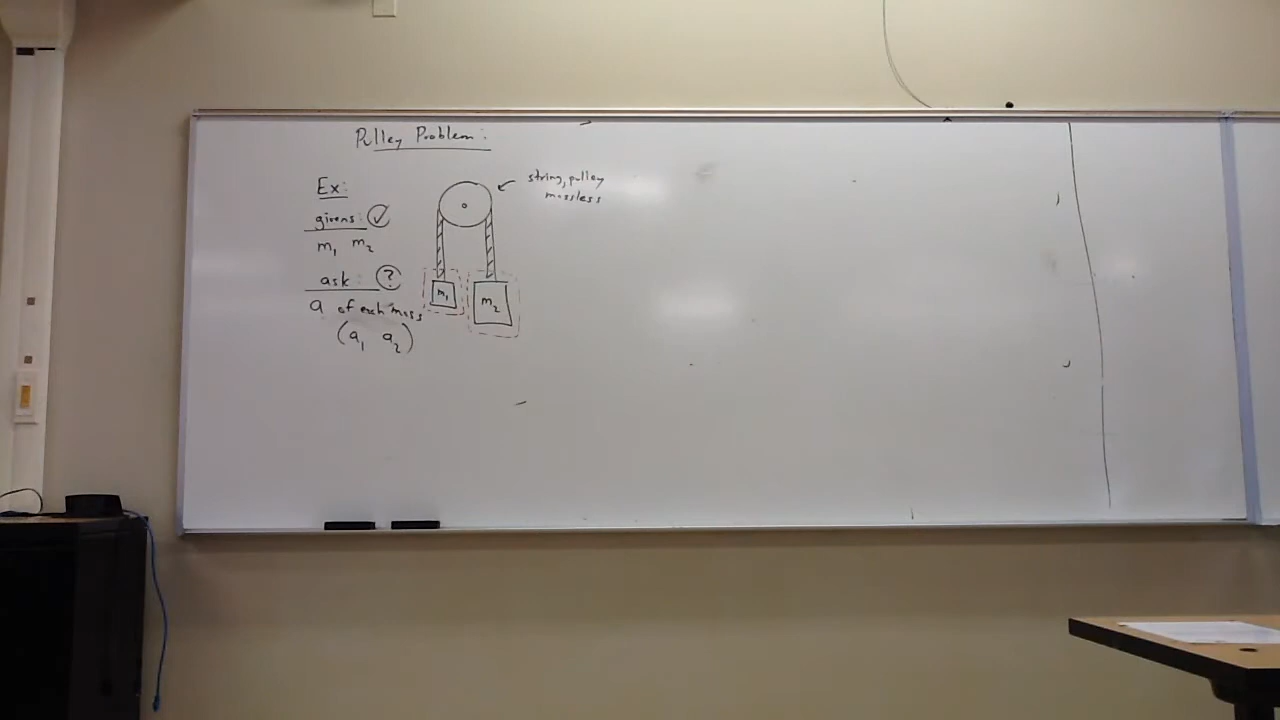 Pulley Problem:
Ex:
givens: ✓
m₁ m₂
ask: ?
a of each mass
(a₁ a₂)
string, pulley
massless
m₁
m₂